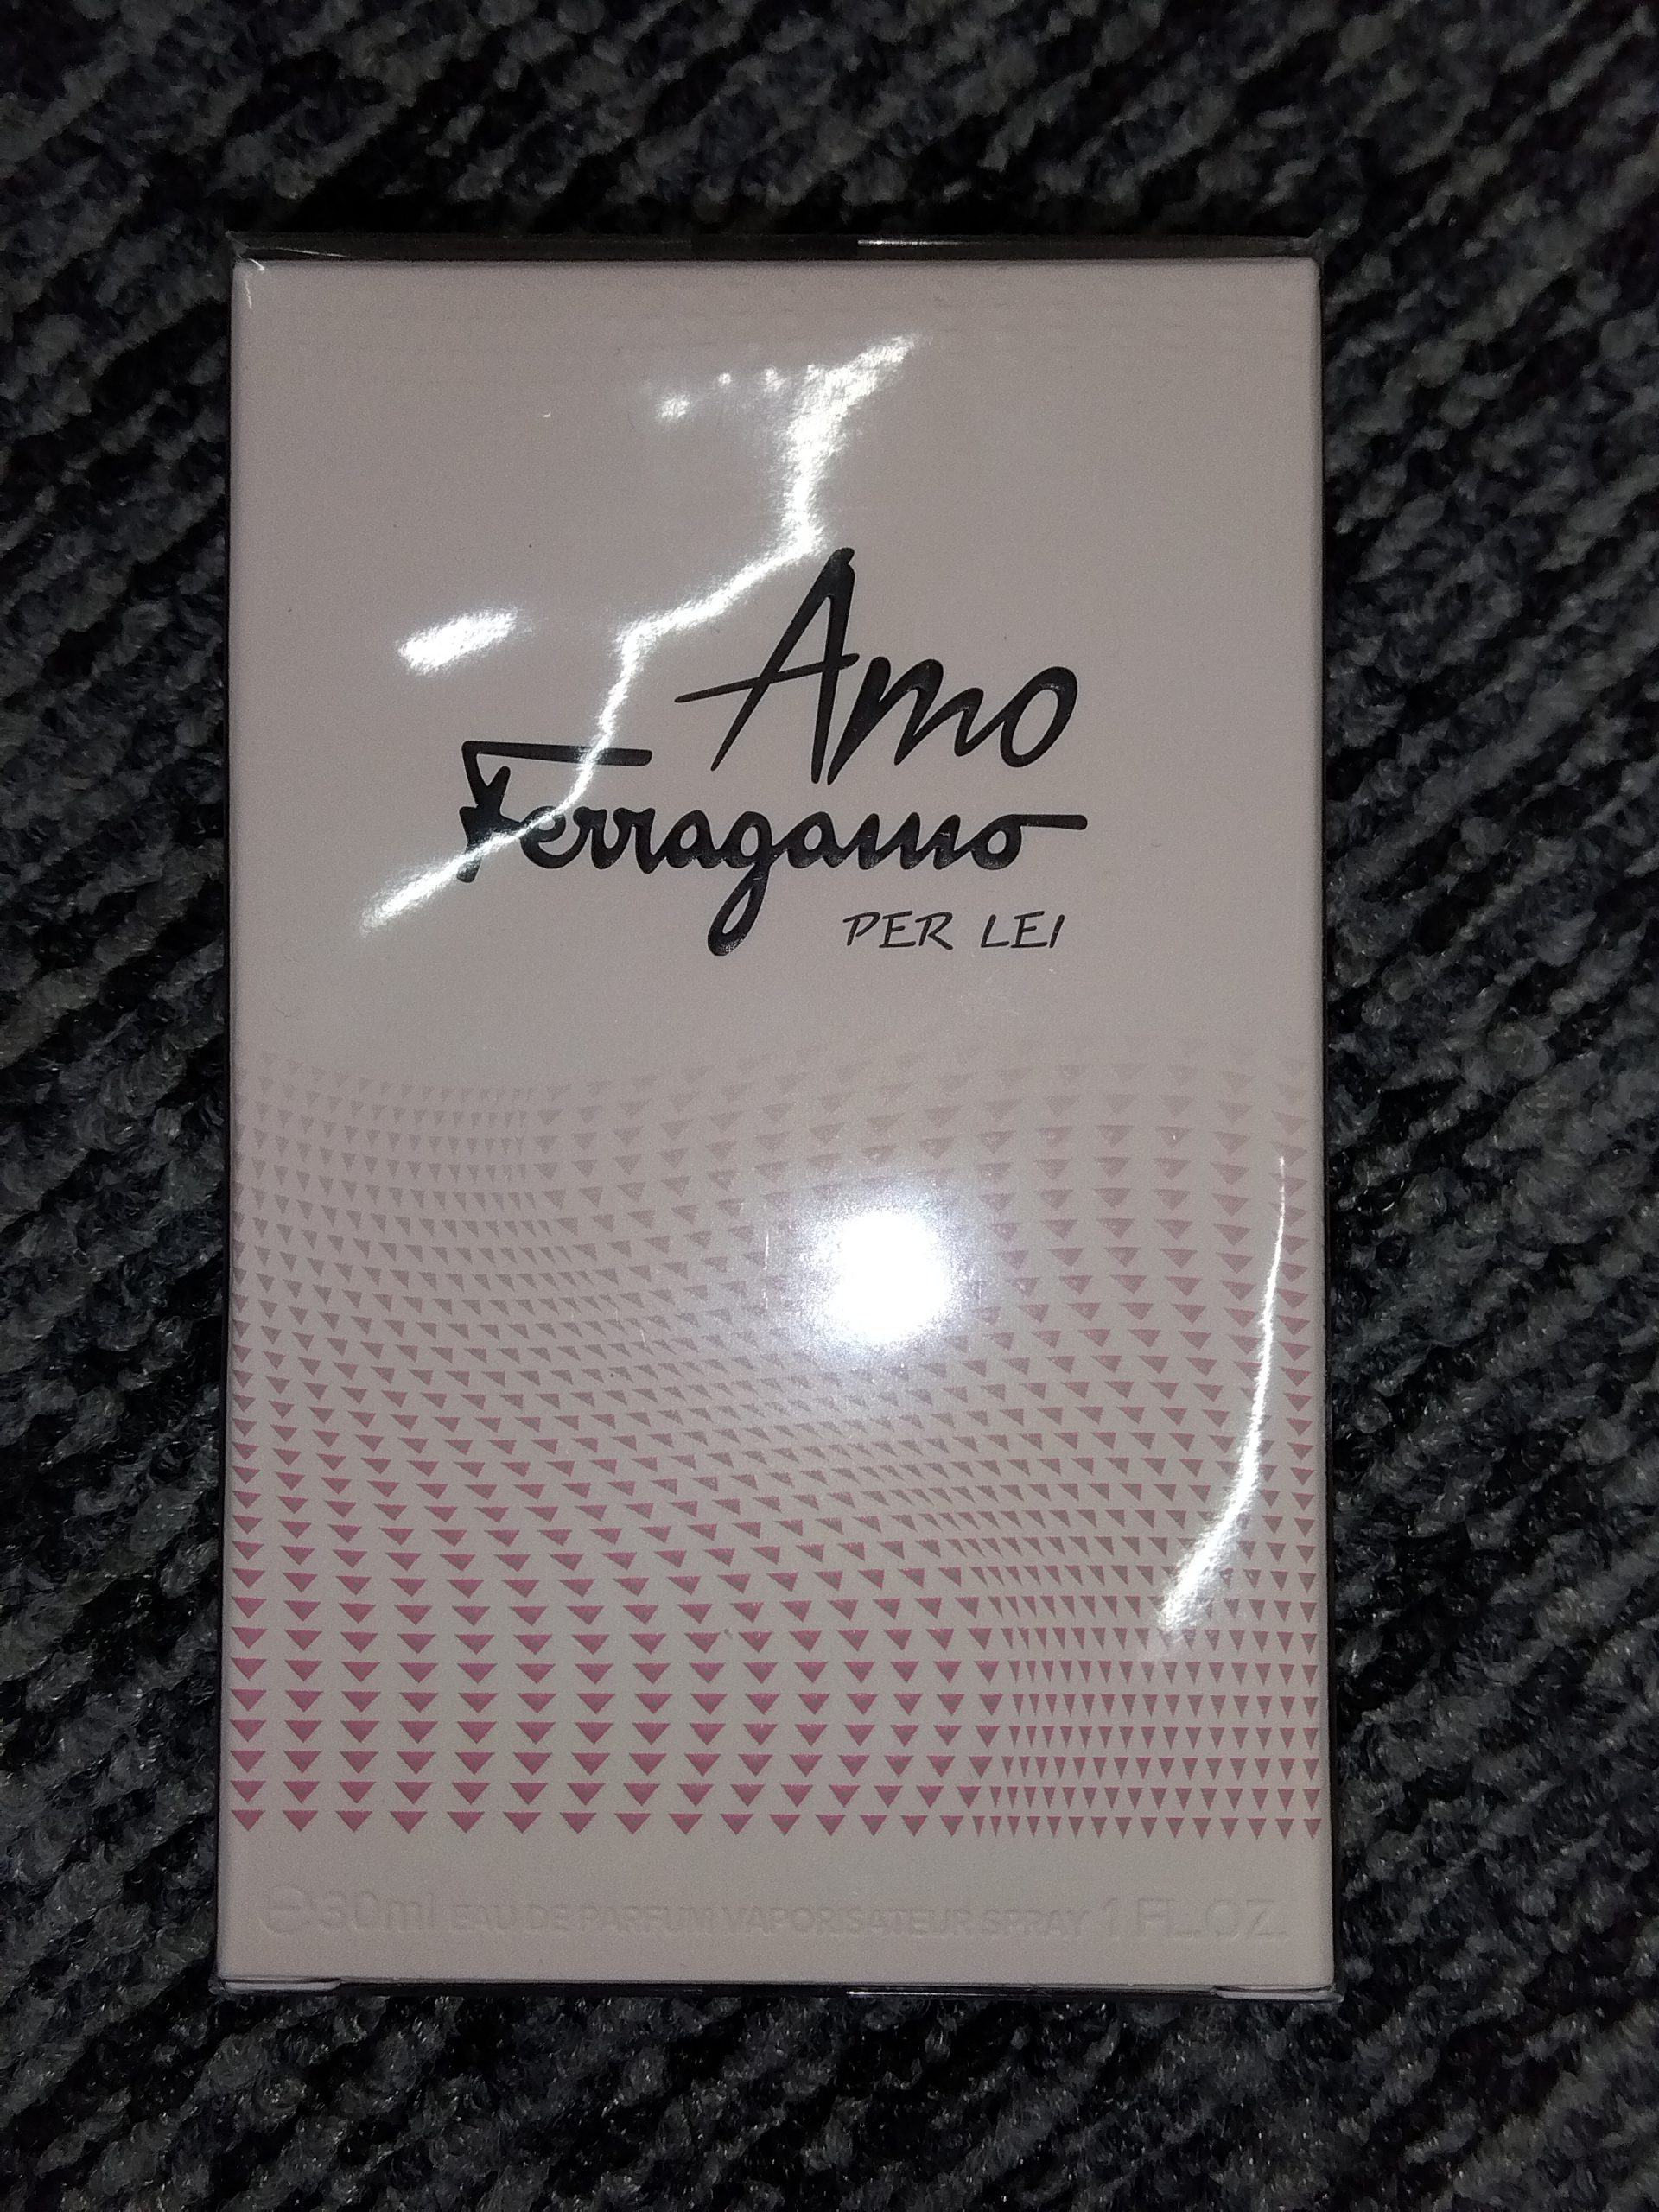 Amo
Ferragamo
PER LEI
℮30ml EAU DE PARFUM VAPORISATEUR SPRAY 1 FL.OZ.